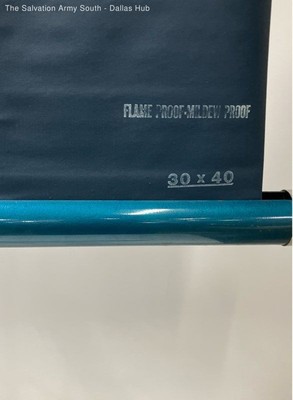 The Salvation Army South - Dallas Hub
FLAME PROOF-MILDEW PROOF
30 x 40